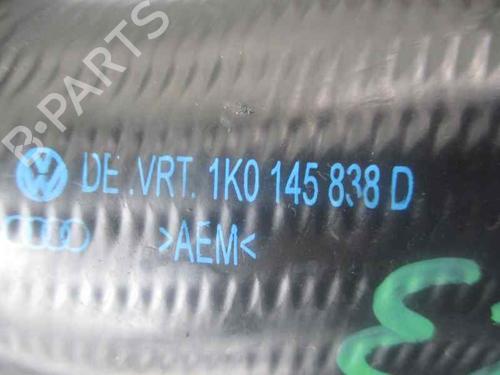 B-PARTS
DE .VRT. 1K0 145 838 D
>AEM<